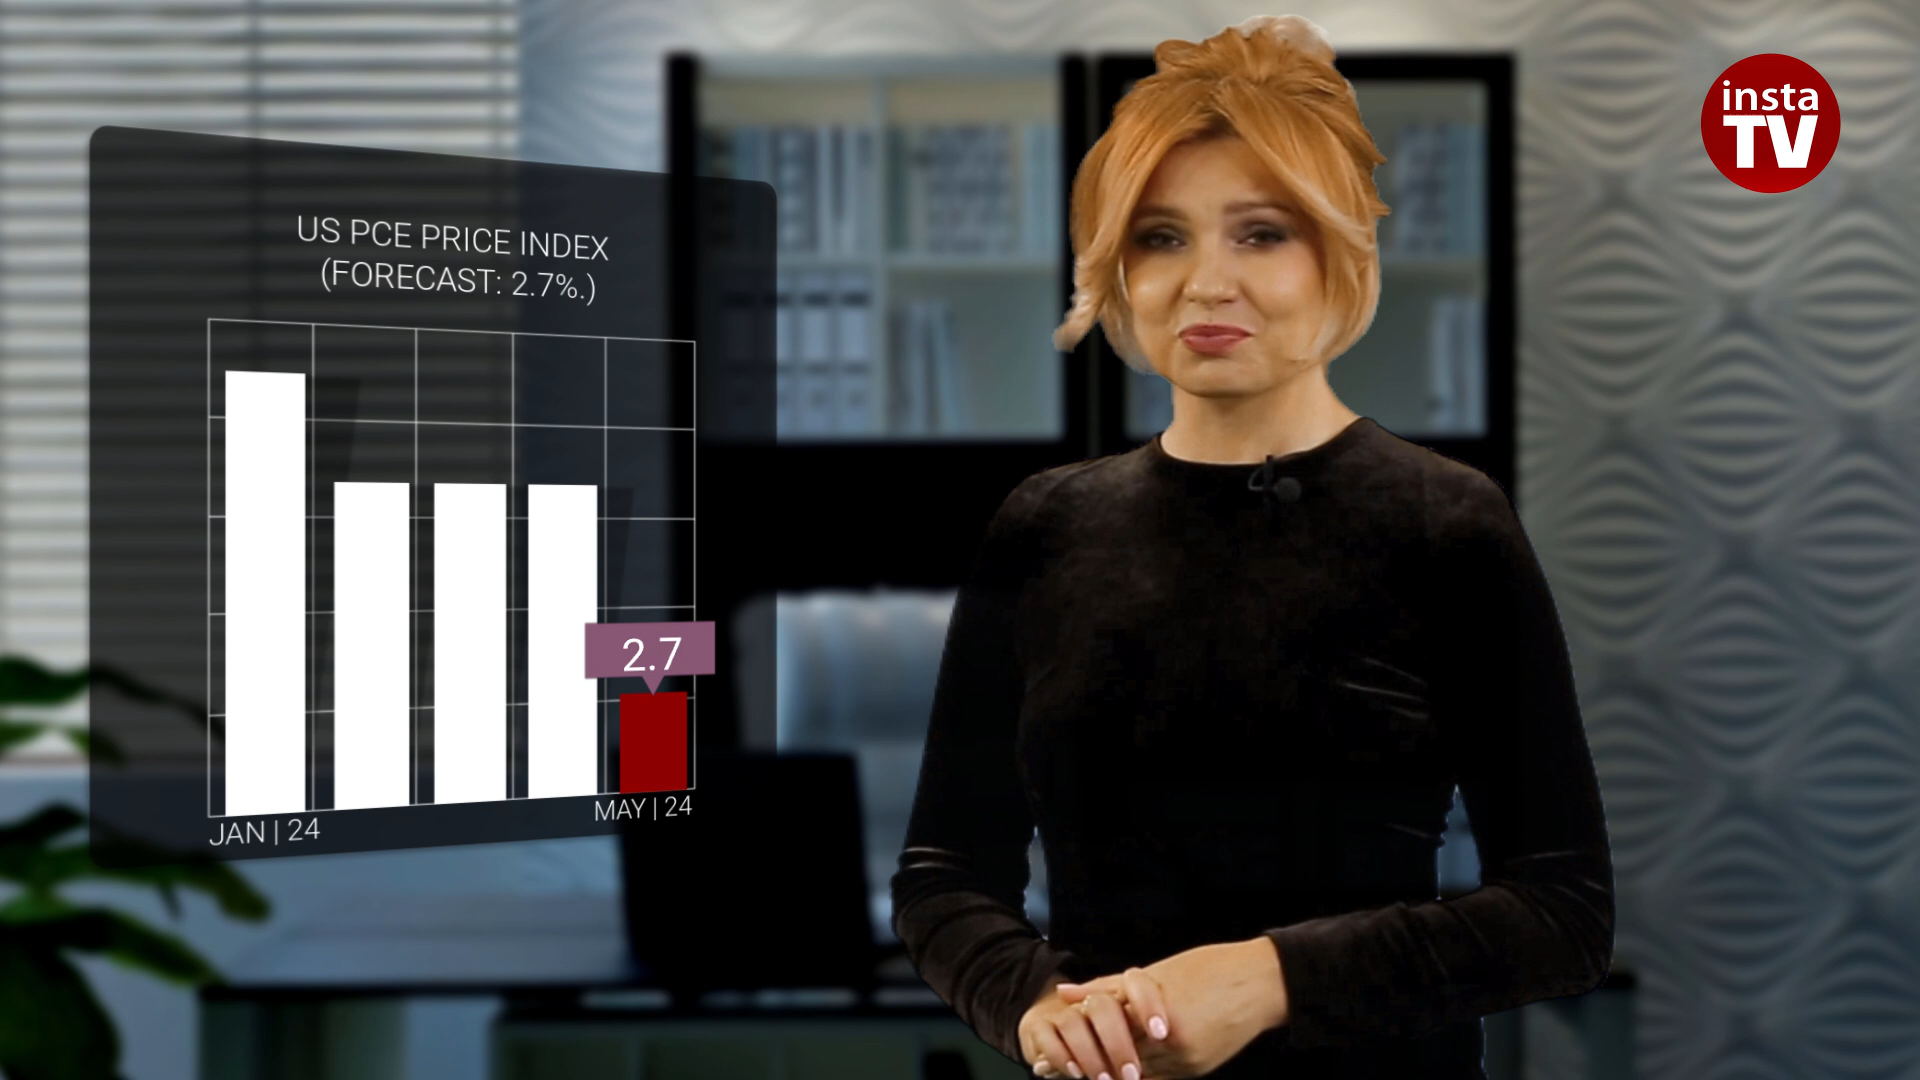 US PCE PRICE INDEX
(FORECAST: 2.7%.)
2.7
JAN | 24
MAY | 24
insta
TV